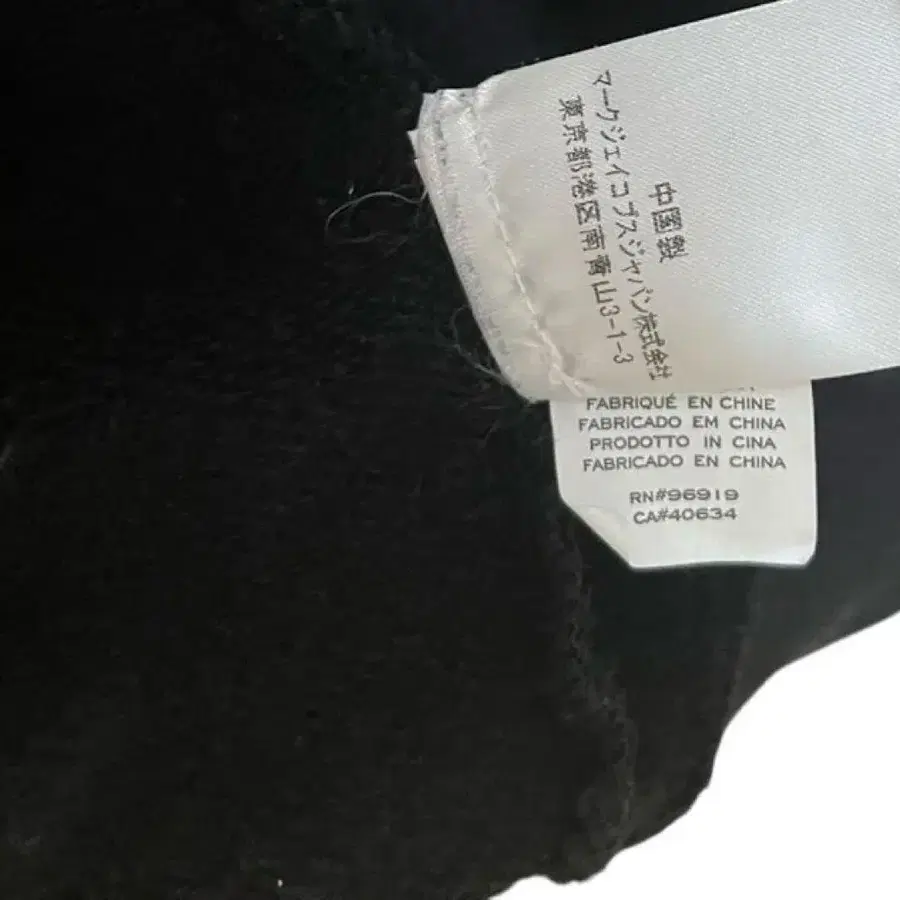 中国製
マークジェイコブスジャパン株式会社
東京都港区南青山3-1-3
FABRIQUÉ EN CHINE
FABRICADO EM CHINA
PRODOTTO IN CINA
FABRICADO EN CHINA
RN#96919
CA#40634